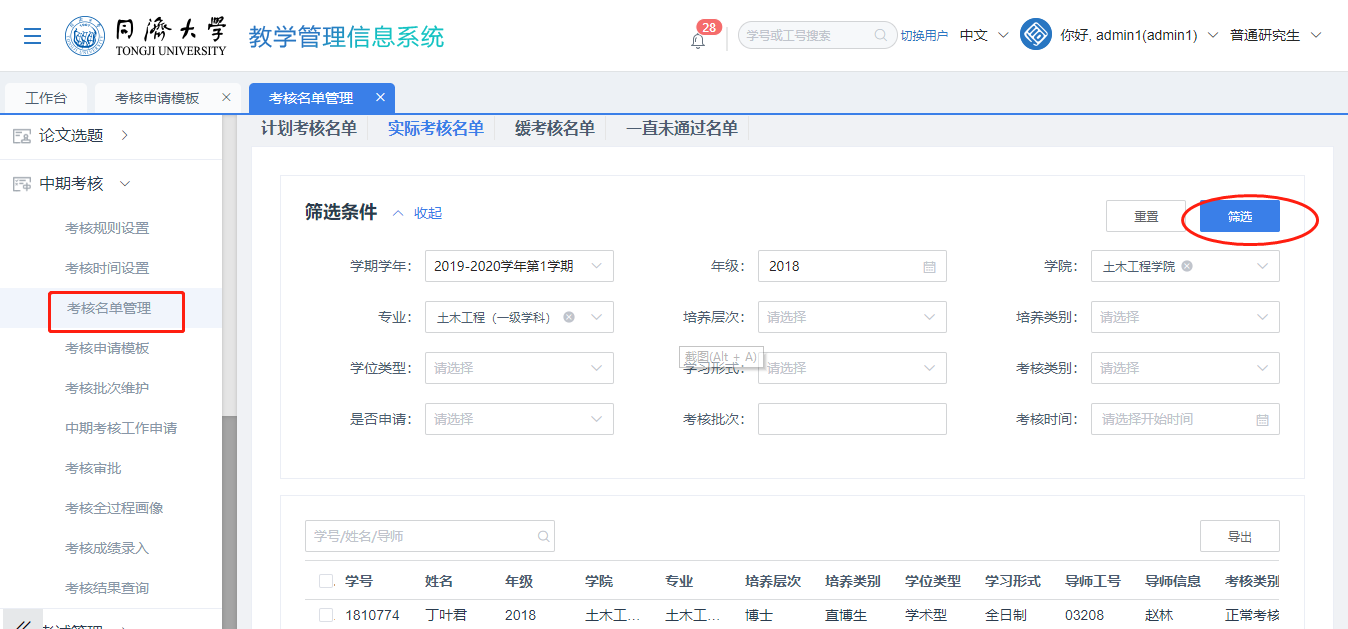 同濟大學
TONGJI UNIVERSITY
教学管理信息系统
28
学号或工号搜索
切换用户
中文
你好, admin1(admin1)
普通研究生
工作台
考核申请模板
考核名单管理
论文选题
中期考核
考核规则设置
考核时间设置
考核名单管理
考核申请模板
考核批次维护
中期考核工作申请
考核审批
考核全过程画像
考核成绩录入
考核结果查询
考试管理
计划考核名单
实际考核名单
缓考核名单
一直未通过名单
筛选条件
收起
重置
筛选
学期学年: 2019-2020学年第1学期
年级: 2018
学院: 土木工程学院
专业: 土木工程（一级学科）
培养层次: 请选择
培养类别: 请选择
学位类型: 请选择
截图(Alt + A)
学习形式: 请选择
考核类别: 请选择
是否申请: 请选择
考核批次:
考核时间: 请选择开始时间
学号/姓名/导师
导出
学号 姓名 年级 学院 专业 培养层次 培养类别 学位类型 学习形式 导师工号 导师信息 考核类别
1810774 丁叶君 2018 土木工... 土木工... 博士 直博生 学术型 全日制 03208 赵林 正常考核